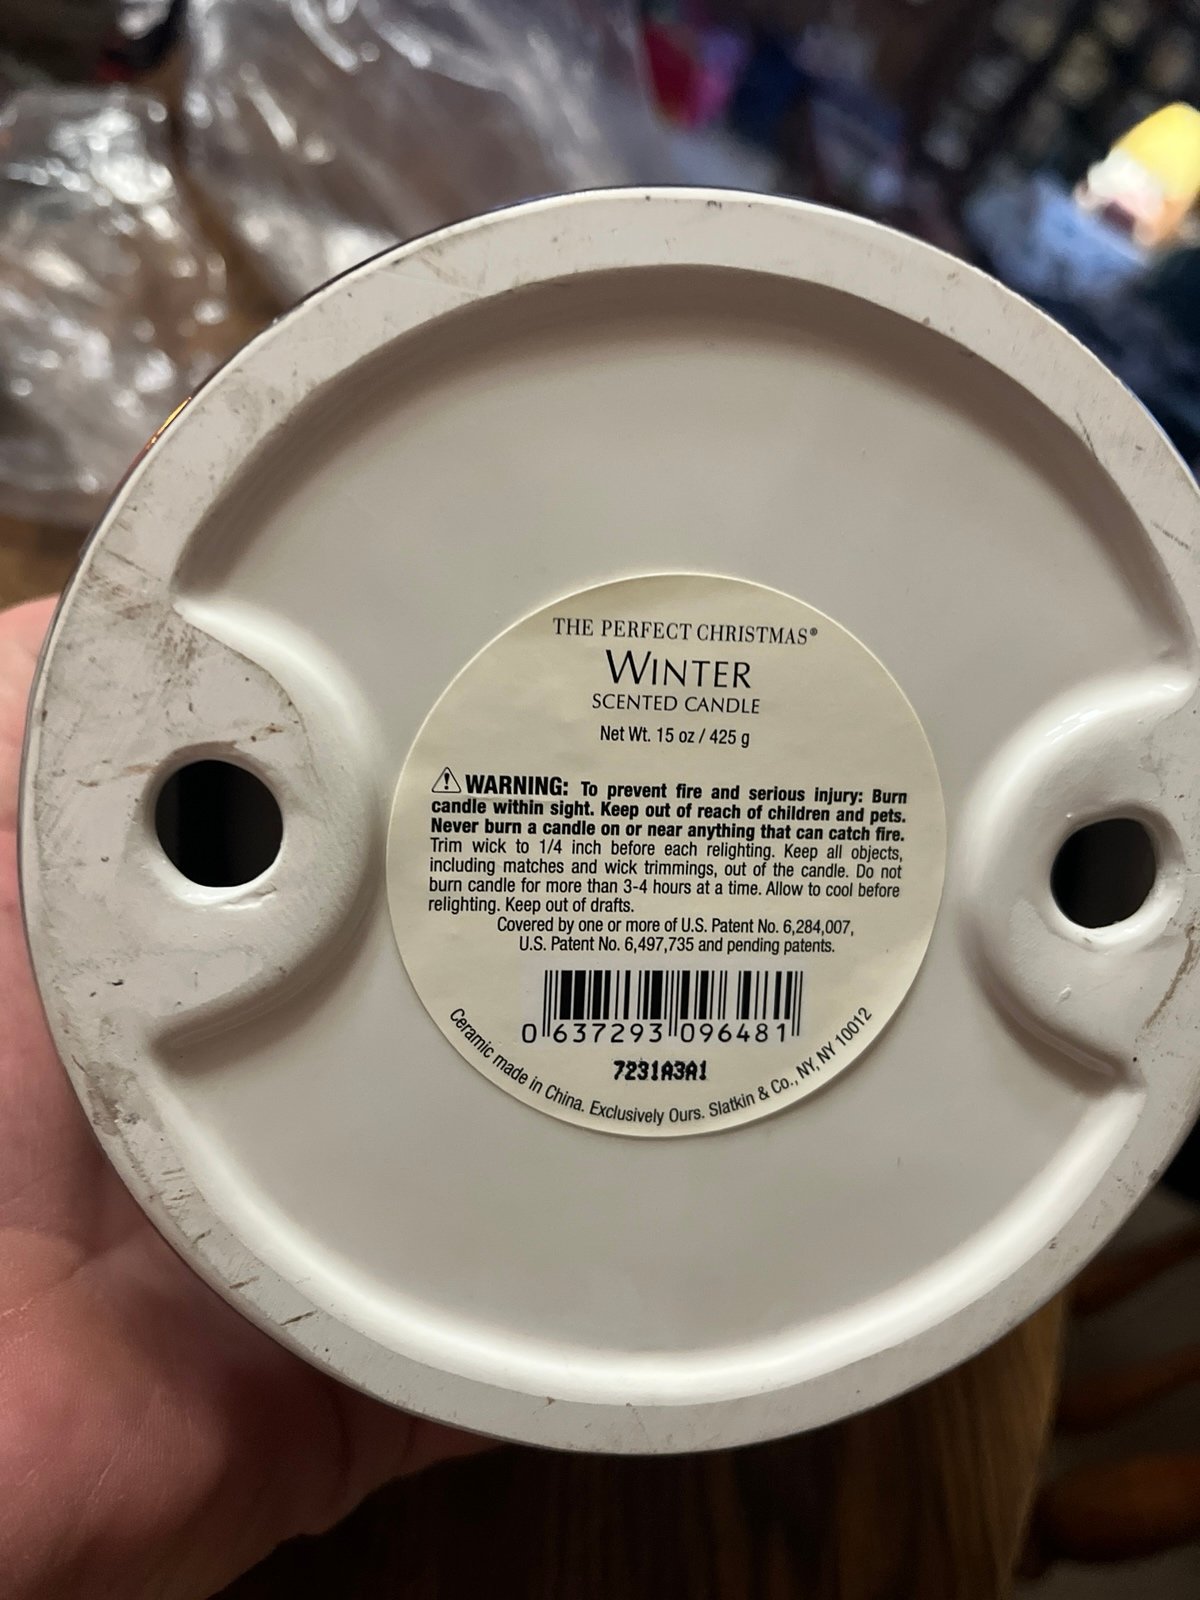 THE PERFECT CHRISTMAS®
WINTER
SCENTED CANDLE
Net Wt. 15 oz / 425 g
⚠ WARNING: To prevent fire and serious injury: Burn
candle within sight. Keep out of reach of children and pets.
Never burn a candle on or near anything that can catch fire.
Trim wick to 1/4 inch before each relighting. Keep all objects,
including matches and wick trimmings, out of the candle. Do not
burn candle for more than 3-4 hours at a time. Allow to cool before
relighting. Keep out of drafts.
Covered by one or more of U.S. Patent No. 6,284,007,
U.S. Patent No. 6,497,735 and pending patents.
0 637293 096481
7231A3A1
Ceramic made in China. Exclusively Ours. Slatkin & Co., NY, NY 10012